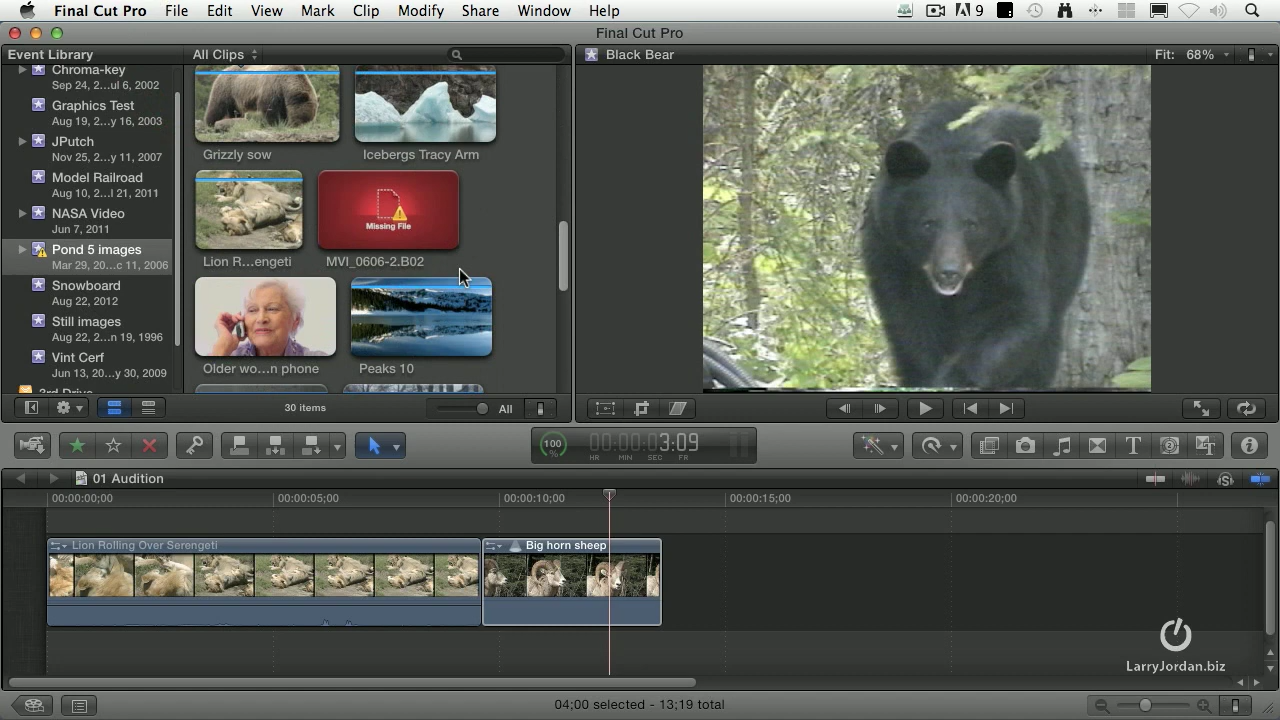 Final Cut Pro File Edit View Mark Clip Modify Share Window Help 9
Final Cut Pro
Event Library
All Clips
Black Bear
Fit: 68%
Chroma-key
Sep 24, 2...ul 6, 2002
Graphics Test
Aug 19, 2...y 16, 2003
JPutch
Nov 25, 2...y 11, 2007
Model Railroad
Aug 10, 2...l 21, 2011
NASA Video
Jun 7, 2011
Pond 5 images
Mar 29, 20...c 11, 2006
Snowboard
Aug 22, 2012
Still images
Aug 22, 2...n 19, 1996
Vint Cerf
Jun 13, 20...y 30, 2009
3rd Drive
Grizzly sow
Icebergs Tracy Arm
Missing File
Lion R...engeti
MVI_0606-2.B02
Older wo...n phone
Peaks 10
30 items
All
100
%
00:00:03:09
HR MIN SEC FR
01 Audition
00:00:00;00
00:00:05;00
00:00:10;00
00:00:15;00
00:00:20;00
Lion Rolling Over Serengeti
Big horn sheep
LarryJordan.biz
04:00 selected - 13;19 total